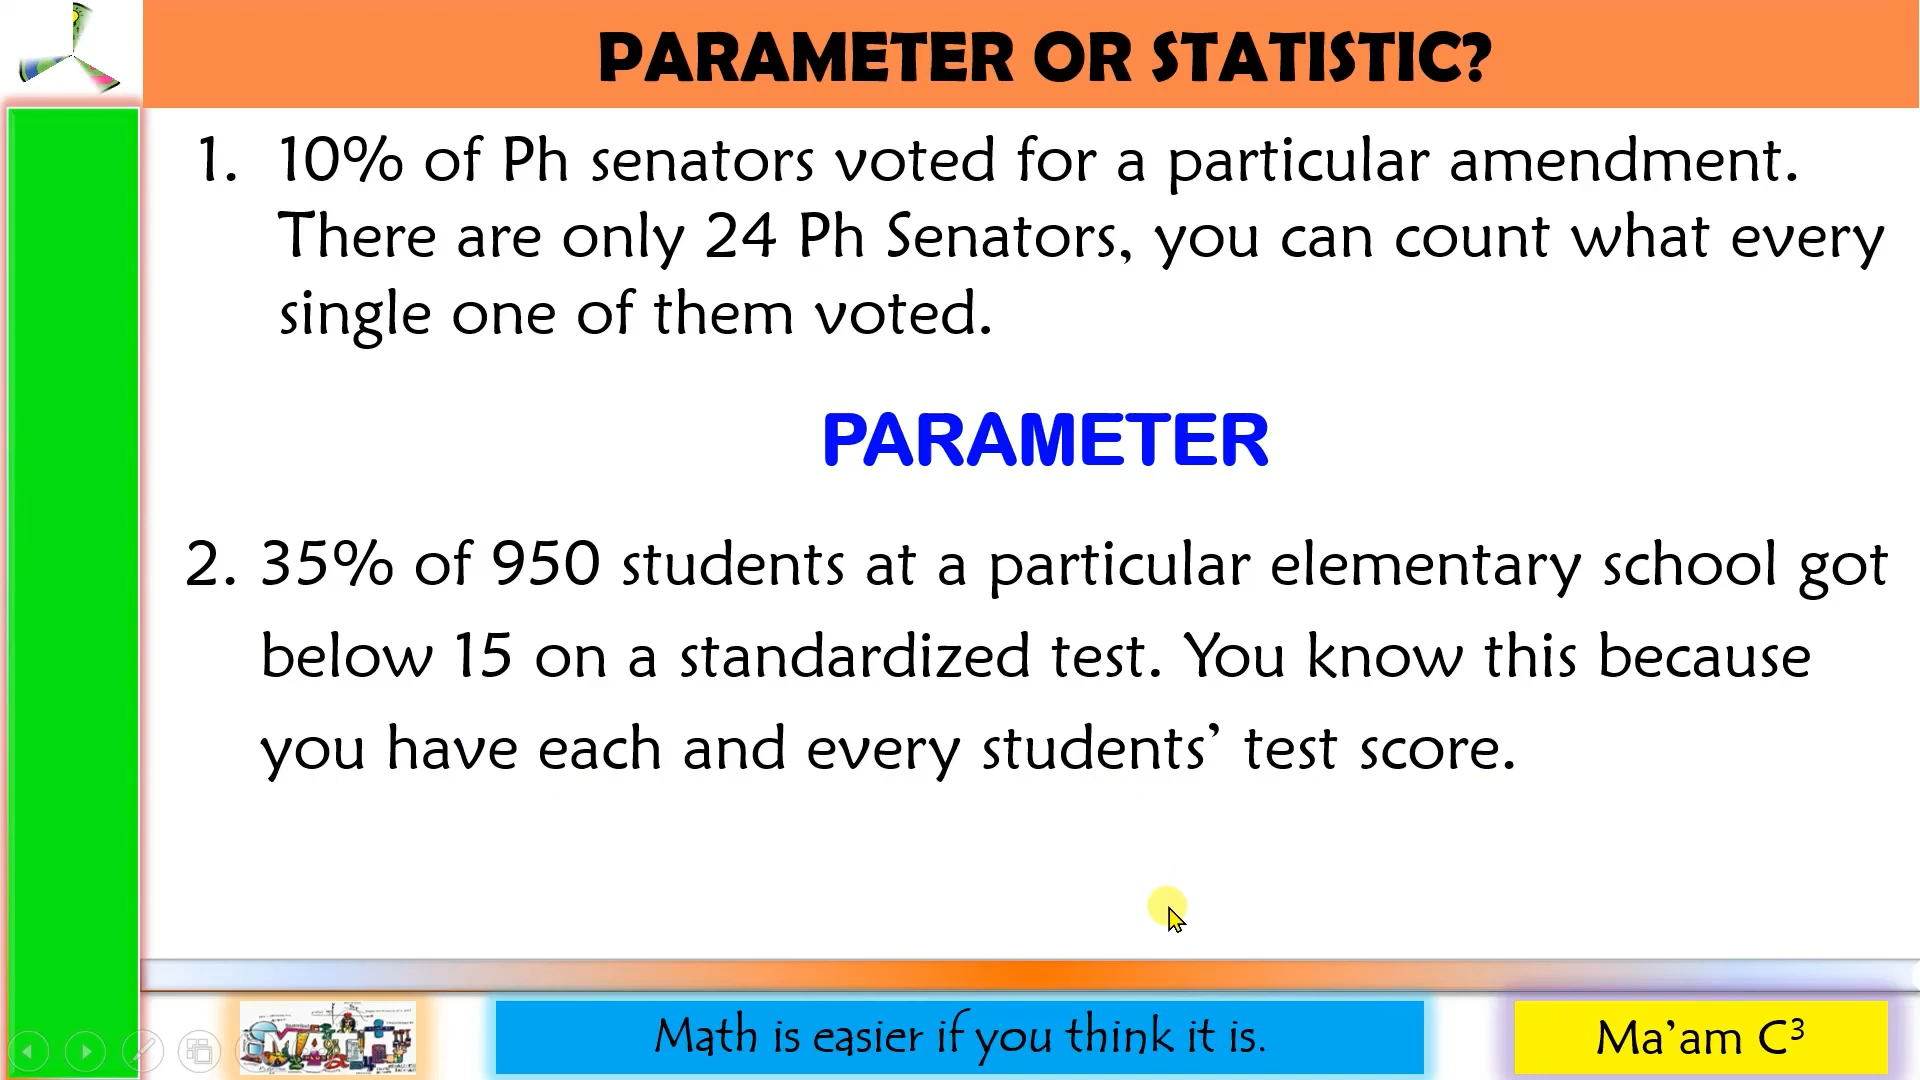 PARAMETER OR STATISTIC?
1. 10% of Ph senators voted for a particular amendment.
There are only 24 Ph Senators, you can count what every
single one of them voted.
PARAMETER
2. 35% of 950 students at a particular elementary school got
below 15 on a standardized test. You know this because
you have each and every students’ test score.
MATH
Math is easier if you think it is.
Ma’am C³